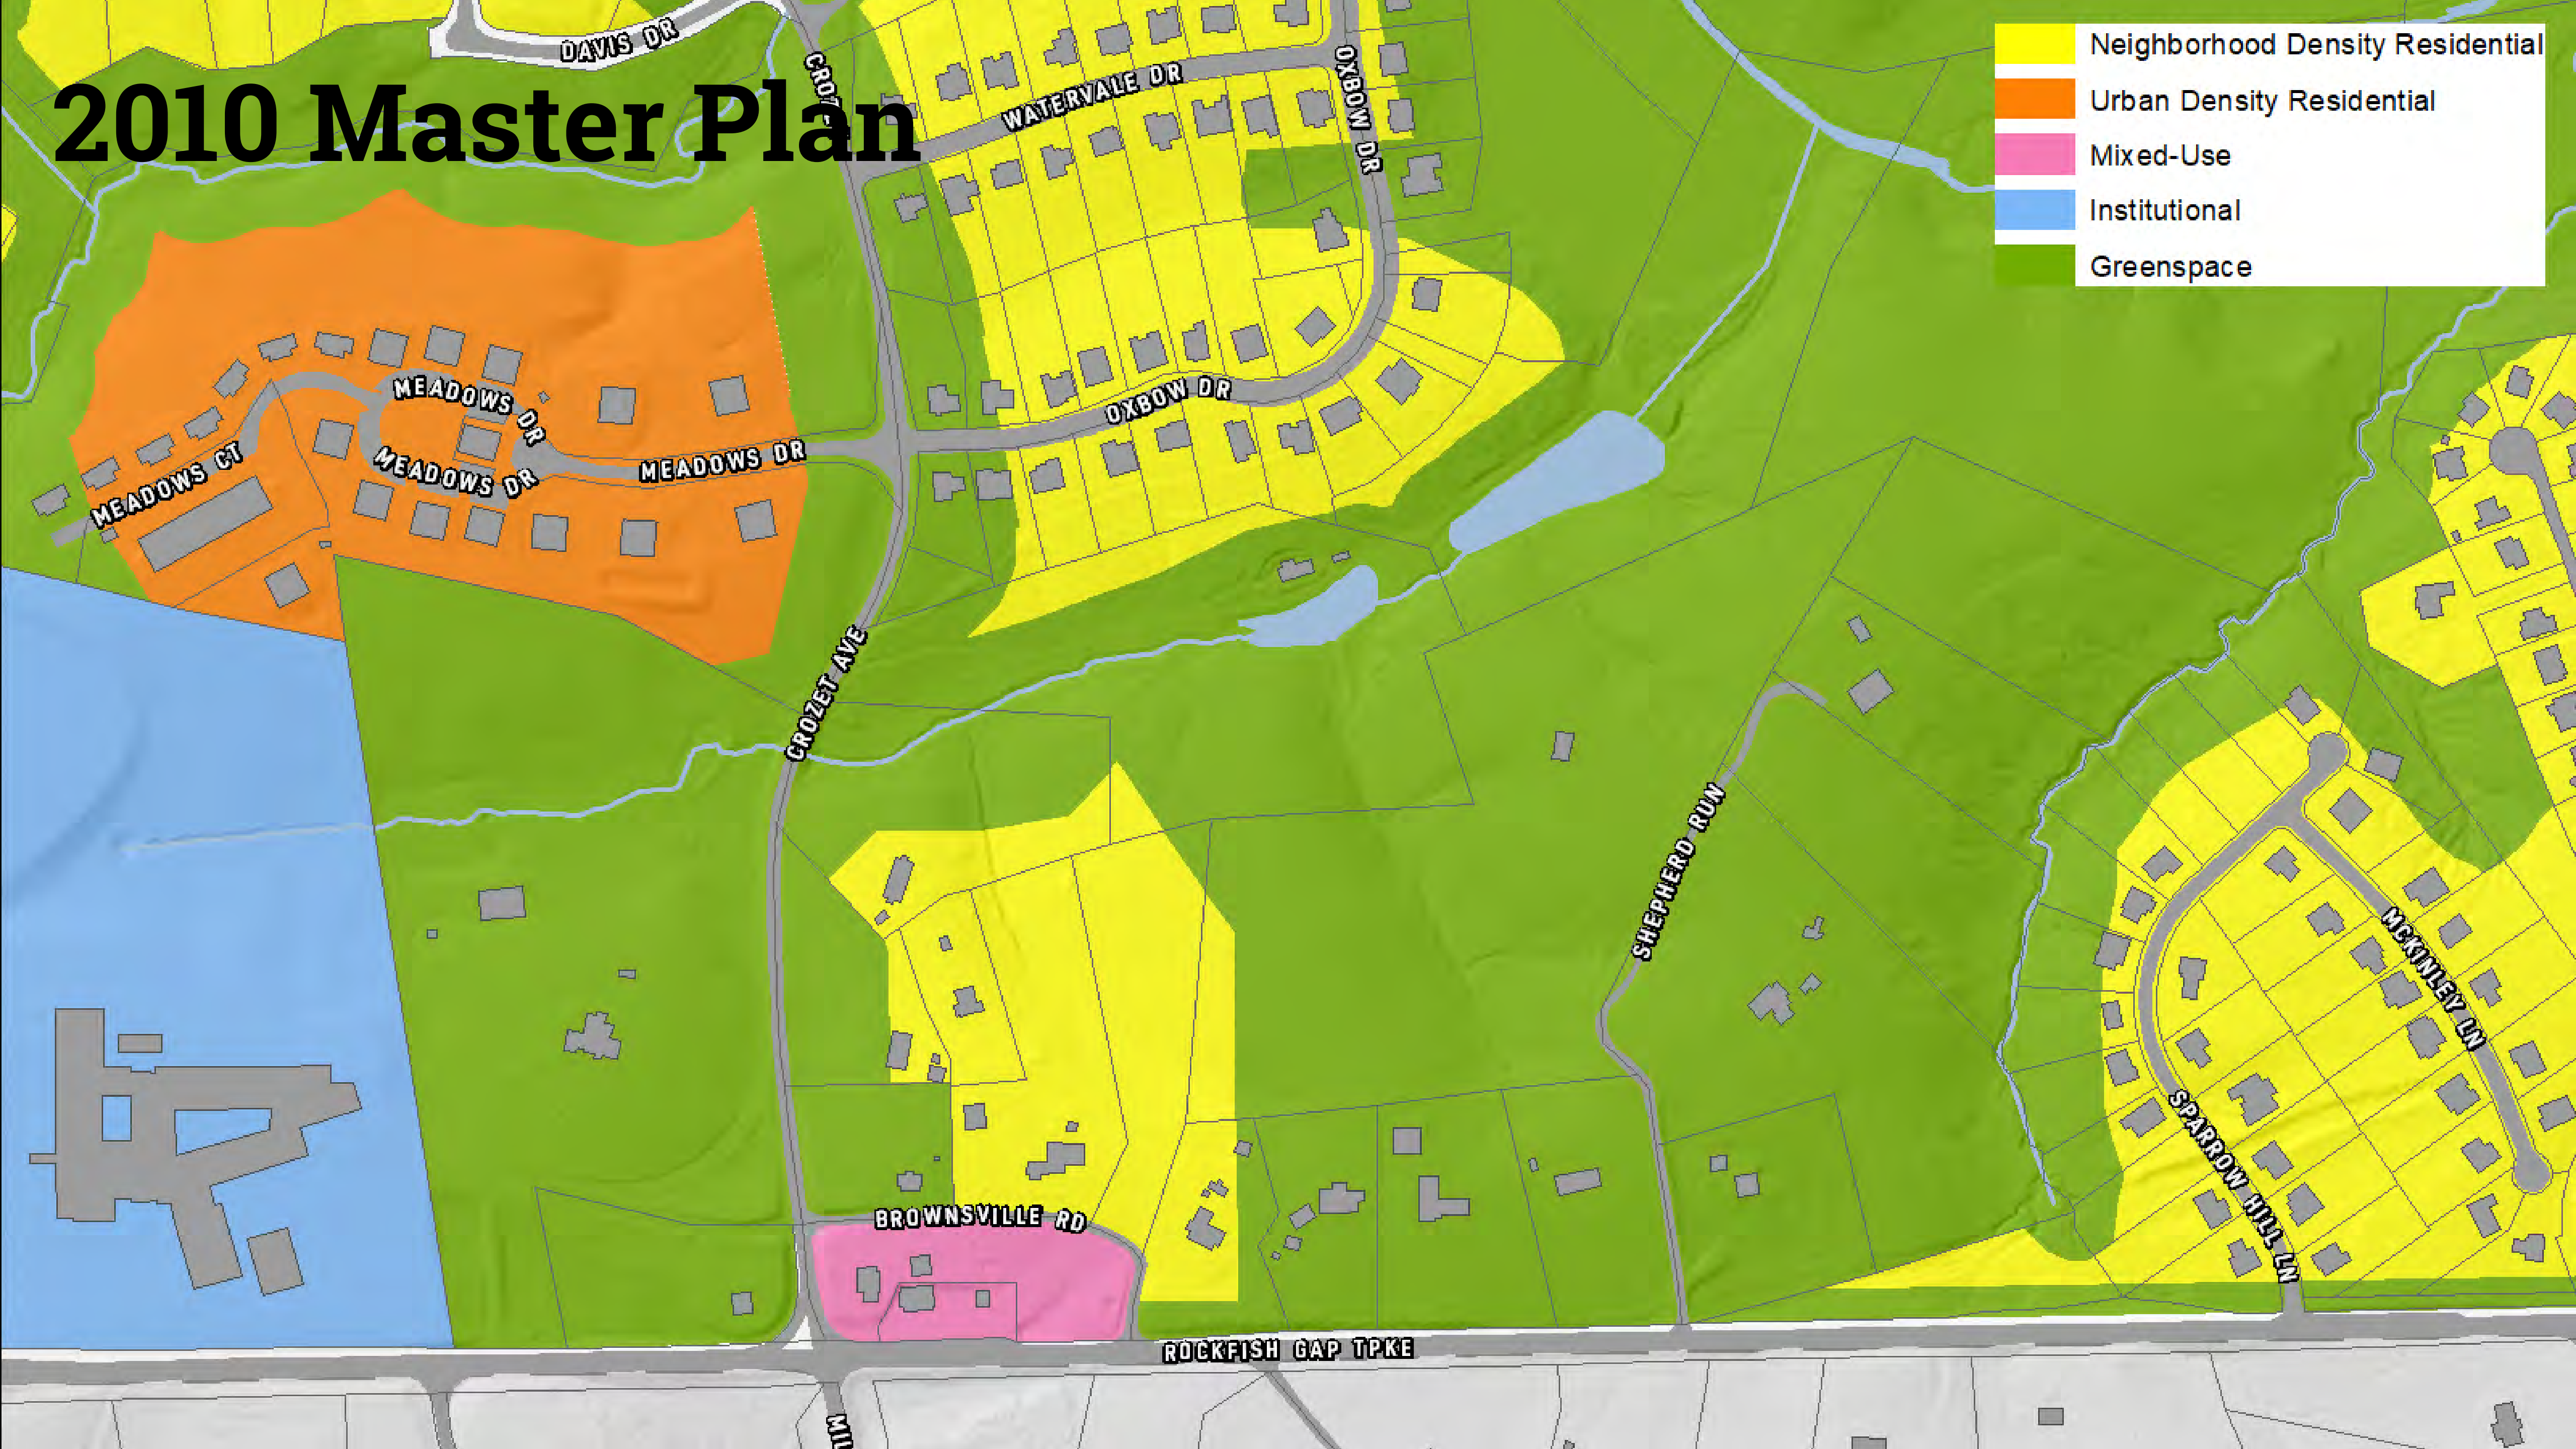 DAVIS DR
2010 Master Plan
WATERVALE DR
OXBOW DR
Neighborhood Density Residential
Urban Density Residential
Mixed-Use
Institutional
Greenspace
MEADOWS DR
MEADOWS DR
MEADOWS DR
MEADOWS CT
OXBOW DR
CROZET AVE
SHEPHERD RUN
MCKINLEY LN
SPARROW HILL LN
BROWNSVILLE RD
ROCKFISH GAP TPKE